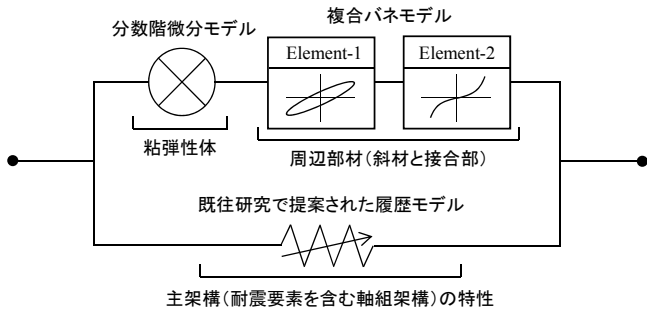 分数階微分モデル
複合バネモデル
Element-1
Element-2
粘弾性体
周辺部材(斜材と接合部)
既往研究で提案された履歴モデル
主架構(耐震要素を含む軸組架構)の特性